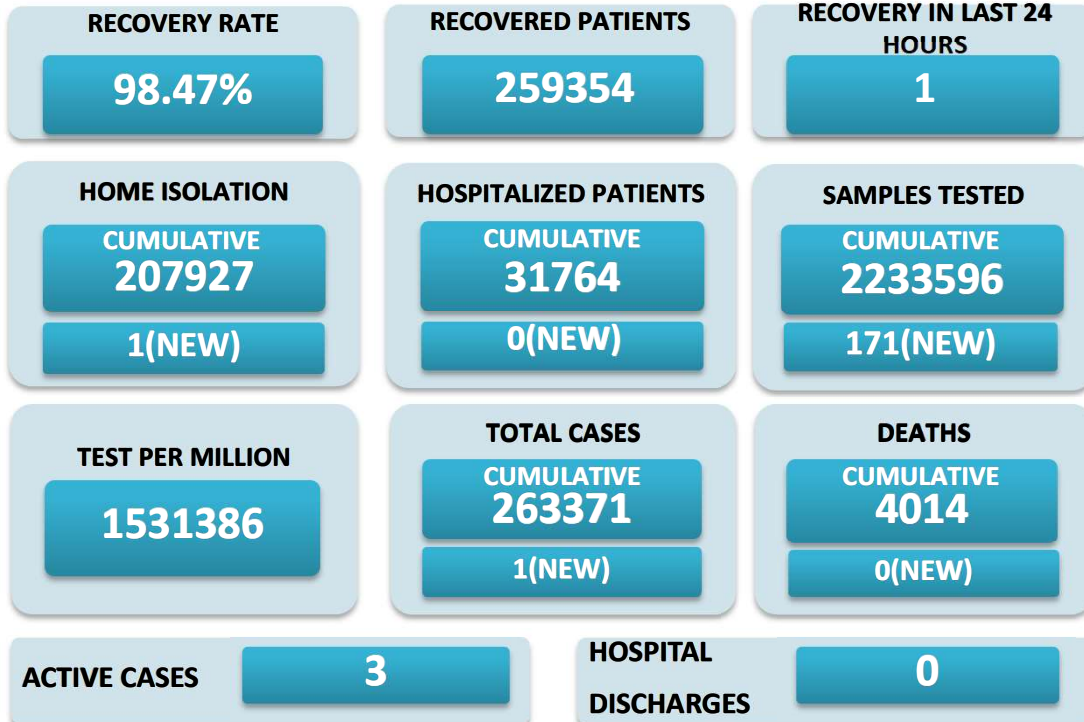 RECOVERY RATE
98.47%
RECOVERED PATIENTS
259354
RECOVERY IN LAST 24
HOURS
1
HOME ISOLATION
CUMULATIVE
207927
1(NEW)
HOSPITALIZED PATIENTS
CUMULATIVE
31764
0(NEW)
SAMPLES TESTED
CUMULATIVE
2233596
171(NEW)
TEST PER MILLION
1531386
TOTAL CASES
CUMULATIVE
263371
1(NEW)
DEATHS
CUMULATIVE
4014
0(NEW)
ACTIVE CASES
3
HOSPITAL
DISCHARGES
0